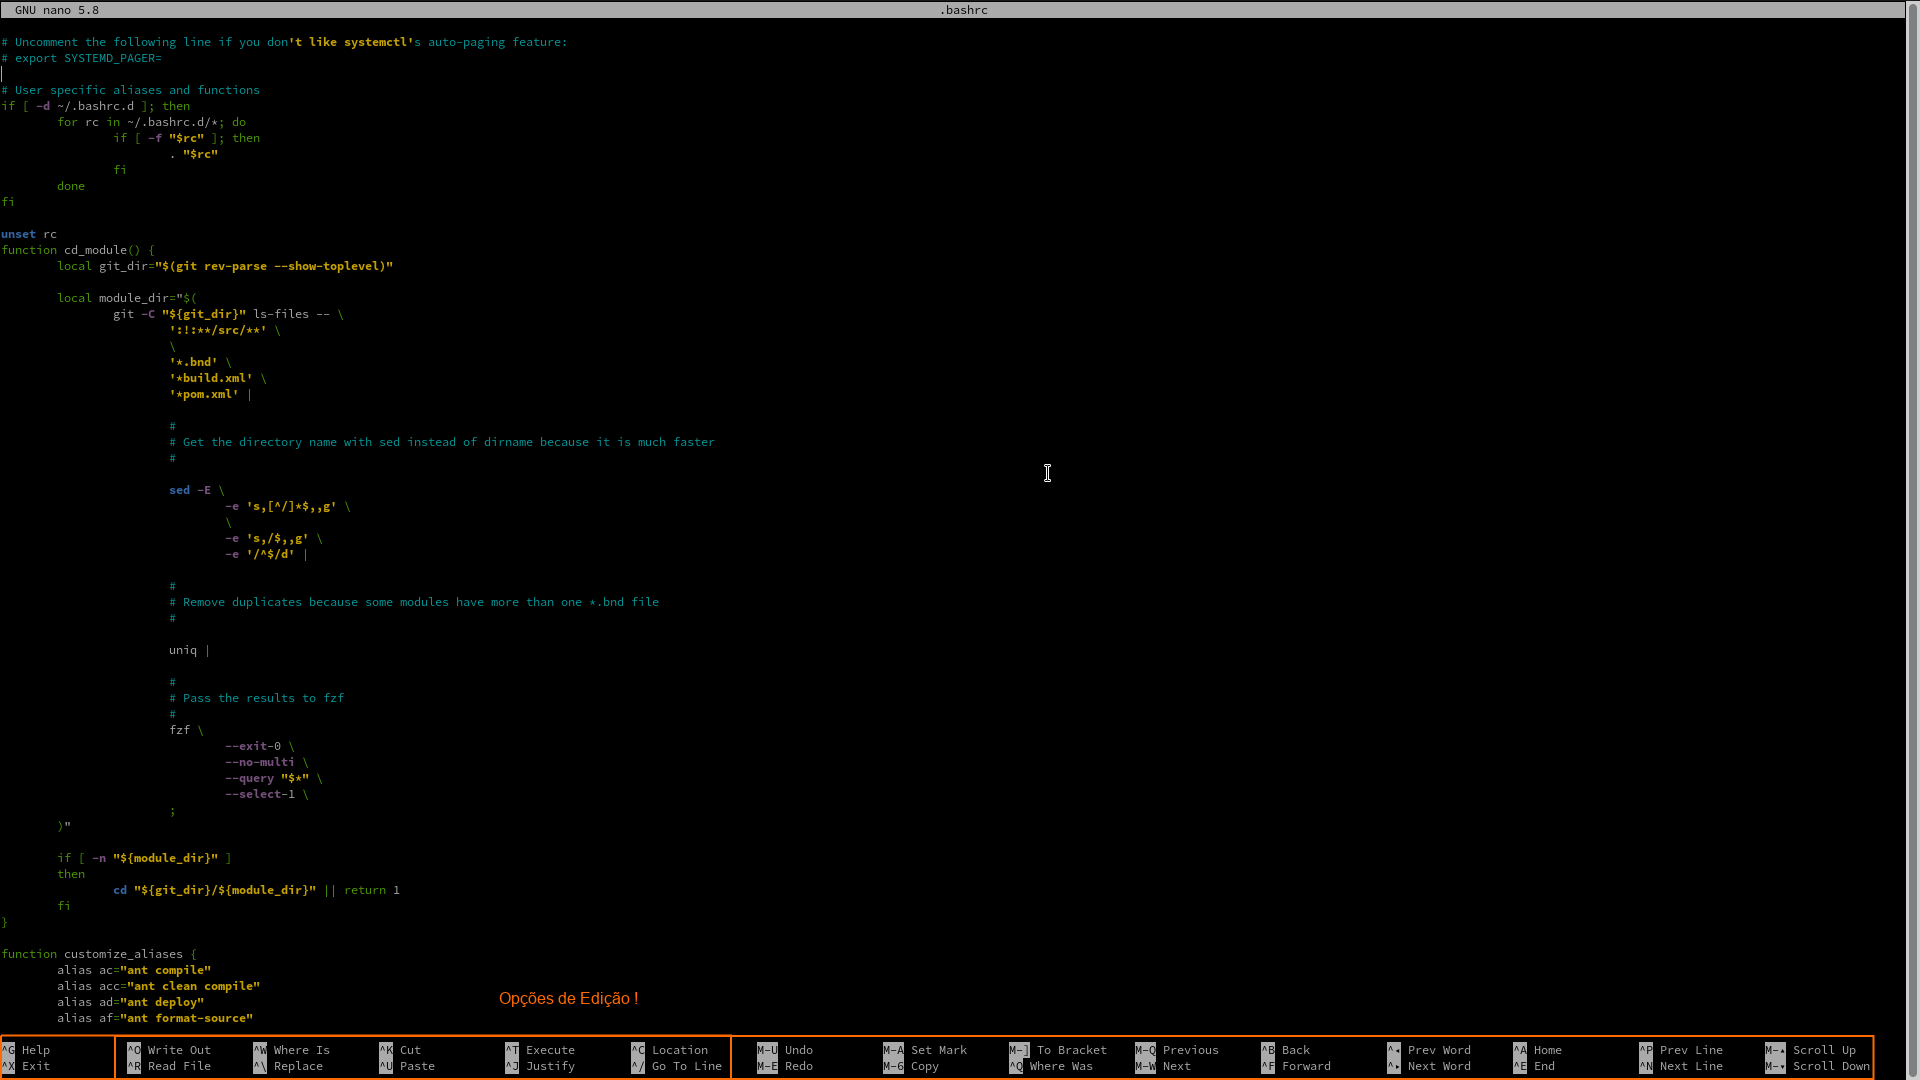 GNU nano 5.8 .bashrc
# Uncomment the following line if you don't like systemctl's auto-paging feature:
# export SYSTEMD_PAGER=
# User specific aliases and functions
if [ -d ~/.bashrc.d ]; then
for rc in ~/.bashrc.d/*; do
if [ -f "$rc" ]; then
. "$rc"
fi
done
fi
unset rc
function cd_module() {
local git_dir="$(git rev-parse --show-toplevel)"
local module_dir="$(
git -C "${git_dir}" ls-files -- \
':!:**/src/**' \
\
'*.bnd' \
'*build.xml' \
'*pom.xml' |
#
# Get the directory name with sed instead of dirname because it is much faster
#
sed -E \
-e 's,[^/]*$,,g' \
\
-e 's,/$,,g' \
-e '/^$/d' |
#
# Remove duplicates because some modules have more than one *.bnd file
#
uniq |
#
# Pass the results to fzf
#
fzf \
--exit-0 \
--no-multi \
--query "$*" \
--select-1 \
;
)"
if [ -n "${module_dir}" ]
then
cd "${git_dir}/${module_dir}" || return 1
fi
}
function customize_aliases {
alias ac="ant compile"
alias acc="ant clean compile"
alias ad="ant deploy"
Opções de Edição !
alias af="ant format-source"
^G Help ^O Write Out ^W Where Is ^K Cut ^T Execute ^C Location M-U Undo M-A Set Mark M-] To Bracket M-Q Previous ^B Back ^◂ Prev Word ^A Home ^P Prev Line M-▴ Scroll Up
^X Exit ^R Read File ^\ Replace ^U Paste ^J Justify ^/ Go To Line M-E Redo M-6 Copy ^Q Where Was M-W Next ^F Forward ^▸ Next Word ^E End ^N Next Line M-▾ Scroll Down